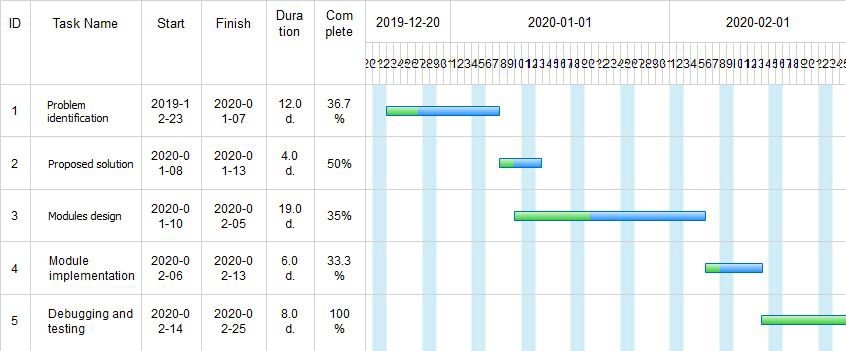 ID Task Name Start Finish Dura
tion Com
plete 2019-12-20 2020-01-01 2020-02-01
1 Problem
identification 2019-1
2-23 2020-0
1-07 12.0
d. 36.7
%
2 Proposed solution 2020-0
1-08 2020-0
1-13 4.0
d. 50%
3 Modules design 2020-0
1-10 2020-0
2-05 19.0
d. 35%
4 Module
implementation 2020-0
2-06 2020-0
2-13 6.0
d. 33.3
%
5 Debugging and
testing 2020-0
2-14 2020-0
2-25 8.0
d. 100
%